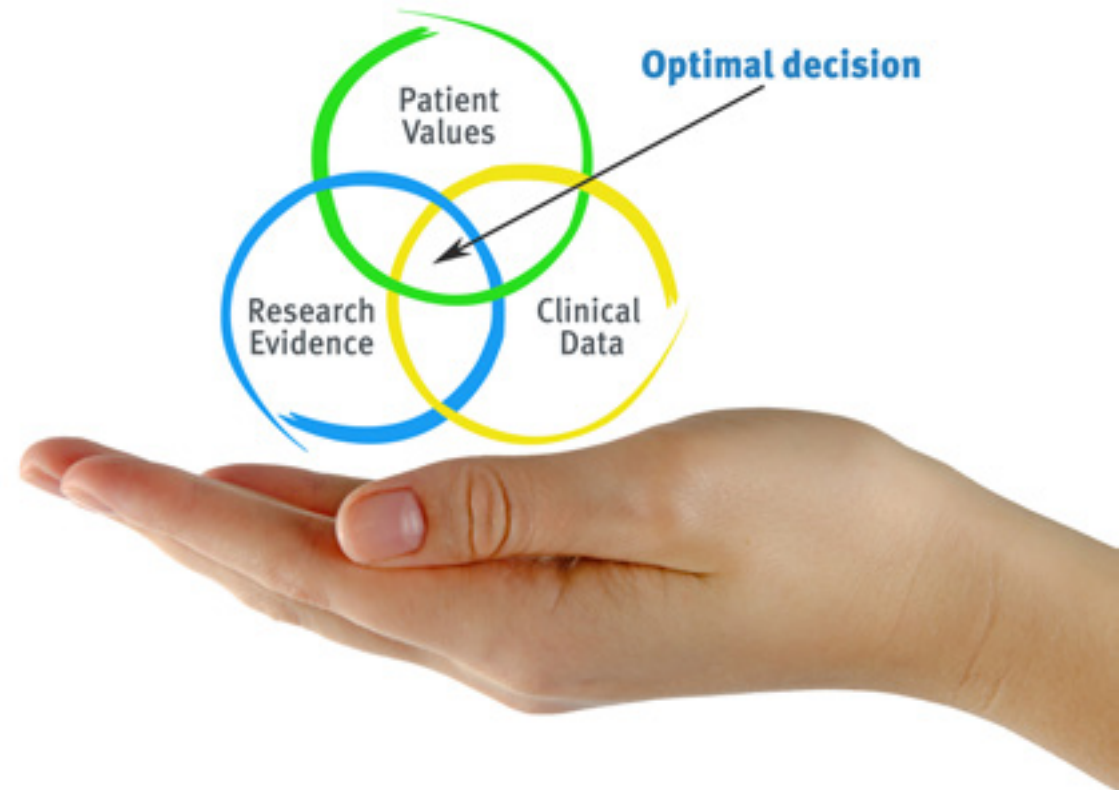 Optimal decision
Patient
Values
Research
Evidence
Clinical
Data